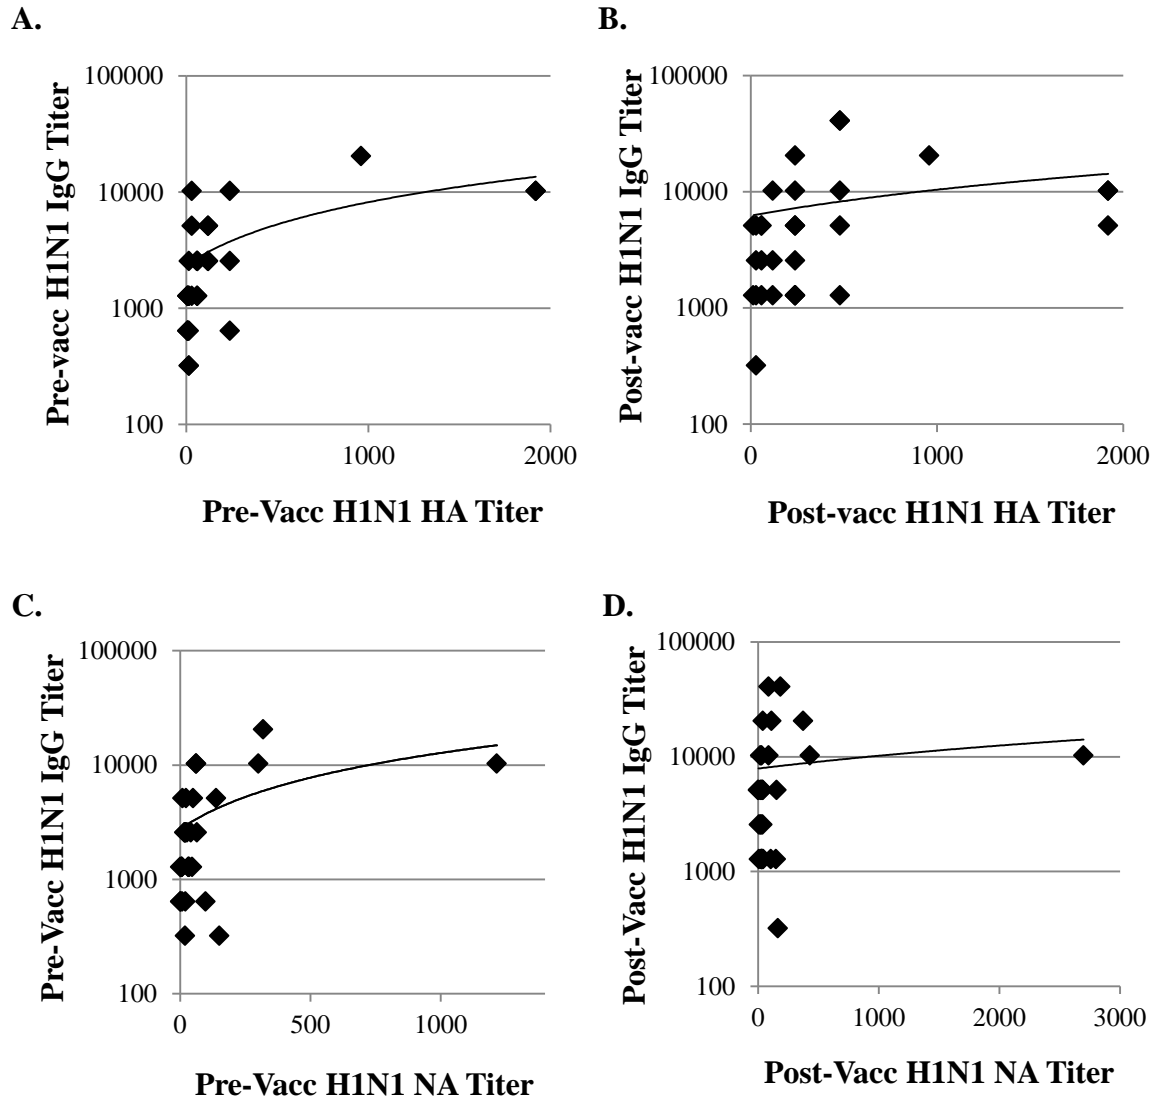 A.
Pre-vacc H1N1 IgG Titer
100000
10000
1000
100
0 1000 2000
Pre-Vacc H1N1 HA Titer
B.
Post-vacc H1N1 IgG Titer
100000
10000
1000
100
0 1000 2000
Post-vacc H1N1 HA Titer
C.
Pre-Vacc H1N1 IgG Titer
100000
10000
1000
100
0 500 1000
Pre-Vacc H1N1 NA Titer
D.
Post-Vacc H1N1 IgG Titer
100000
10000
1000
100
0 1000 2000 3000
Post-Vacc H1N1 NA Titer